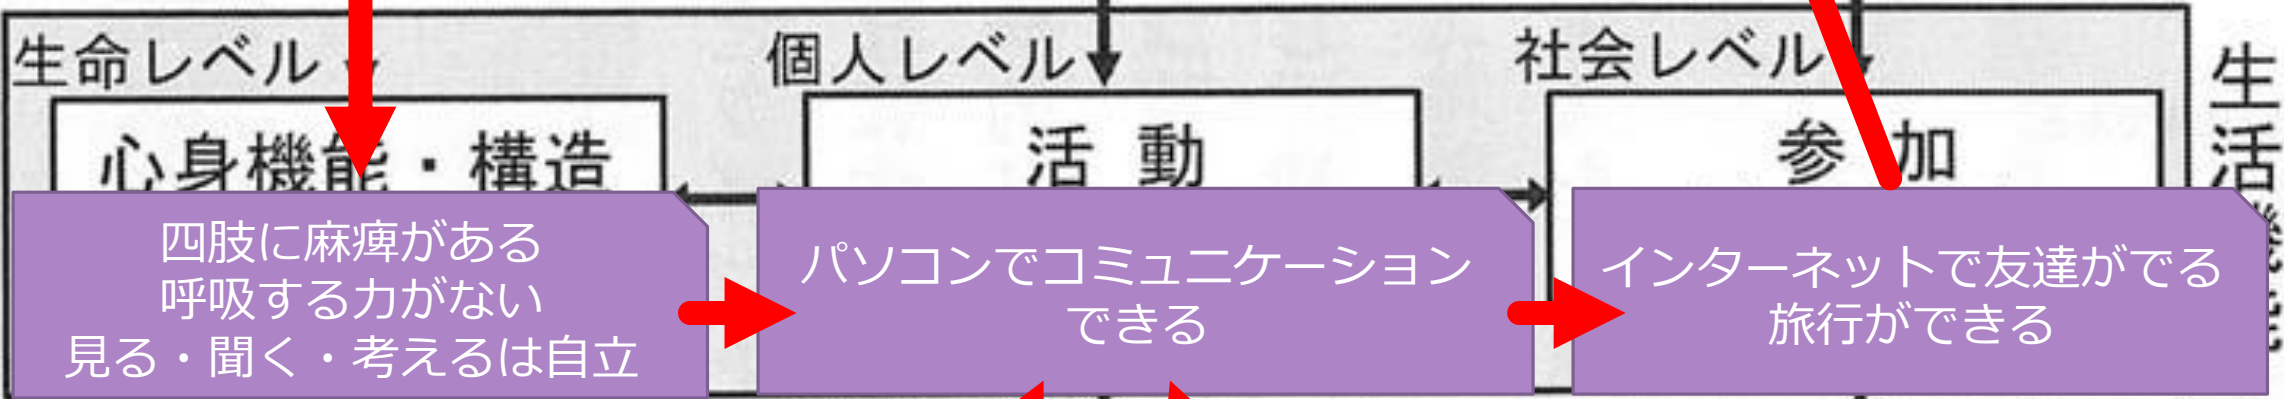 生命レベル
個人レベル
社会レベル
心身機能・構造
活 動
参 加
生活機能
四肢に麻痺がある
呼吸する力がない
見る・聞く・考えるは自立
パソコンでコミュニケーション
できる
インターネットで友達がでる
旅行ができる